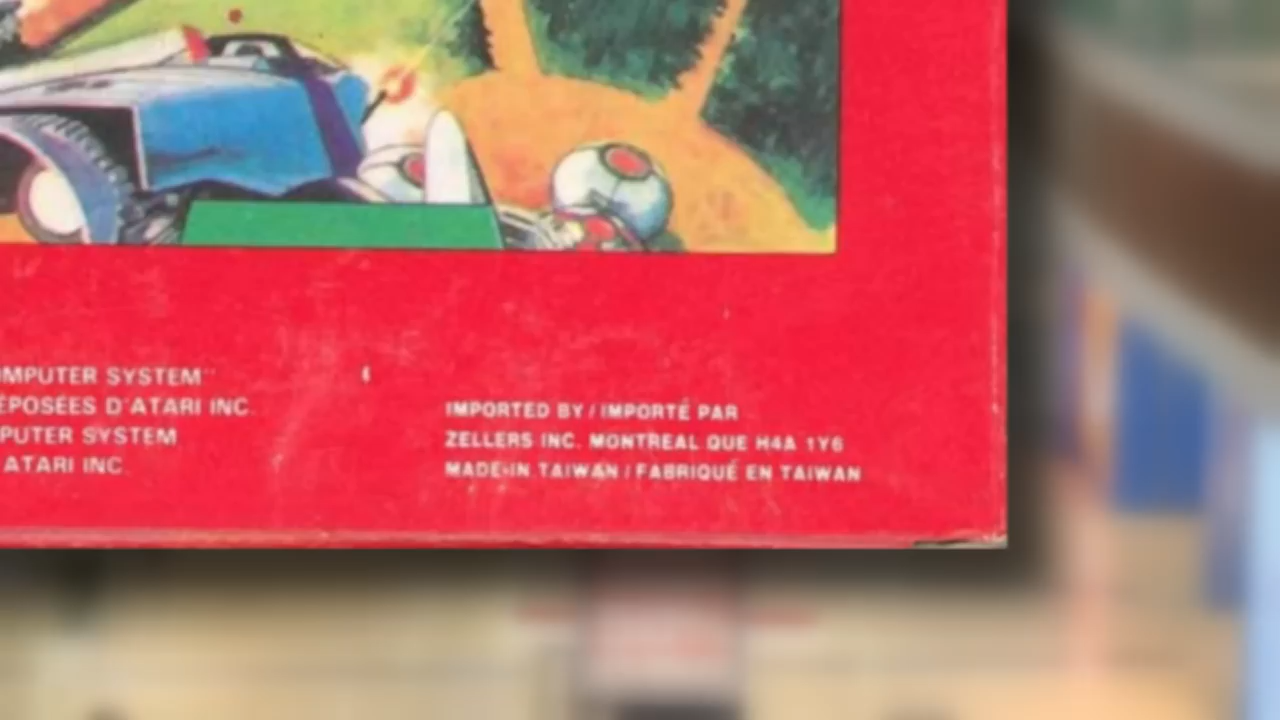 OMPUTER SYSTEM"
ÉPOSÉES D'ATARI INC.
PUTER SYSTEM
ATARI INC.
IMPORTED BY / IMPORTÉ PAR
ZELLERS INC. MONTREAL QUE H4A 1Y6
MADE IN TAIWAN / FABRIQUÉ EN TAIWAN